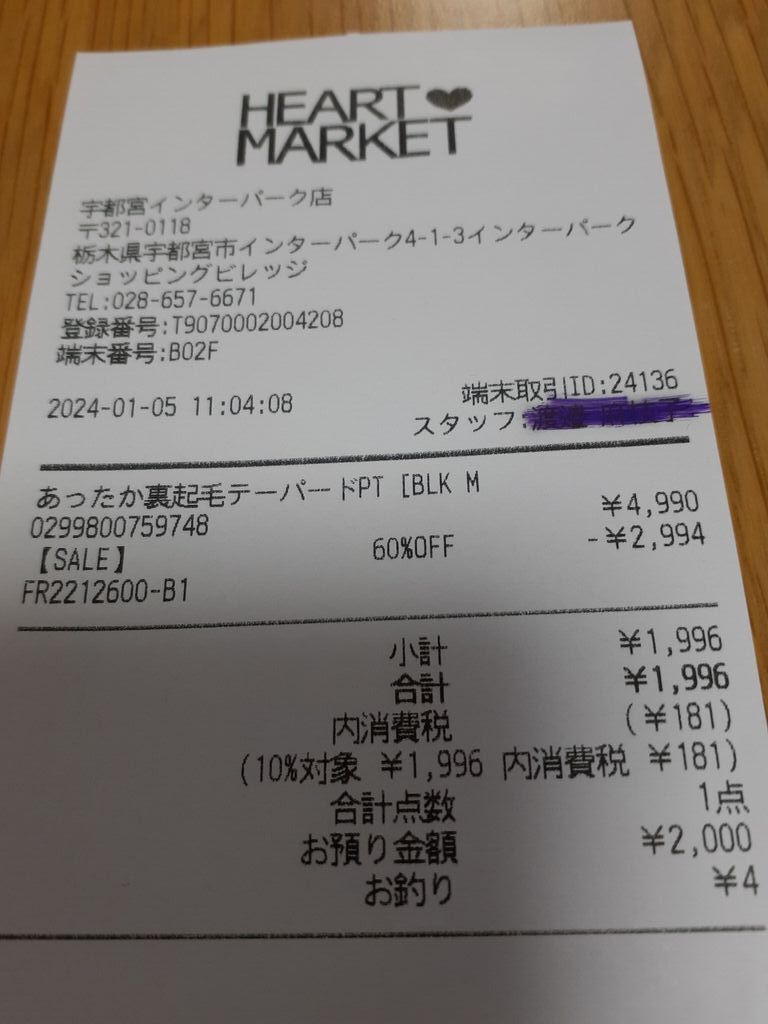 HEART
MARKET
宇都宮インターパーク店
〒321-0118
栃木県宇都宮市インターパーク4-1-3インターパーク
ショッピングビレッジ
TEL:028-657-6671
登録番号:T9070002004208
端末番号:B02F
端末取引ID:24136
2024-01-05 11:04:08
スタッフ:
あったか裏起毛テーパードPT [BLK M
0299800759748 ¥4,990
【SALE】 60%OFF -¥2,994
FR2212600-B1
小計 ¥1,996
合計 ¥1,996
内消費税 (¥181)
(10%対象 ¥1,996 内消費税 ¥181)
合計点数 1点
お預り金額 ¥2,000
お釣り ¥4